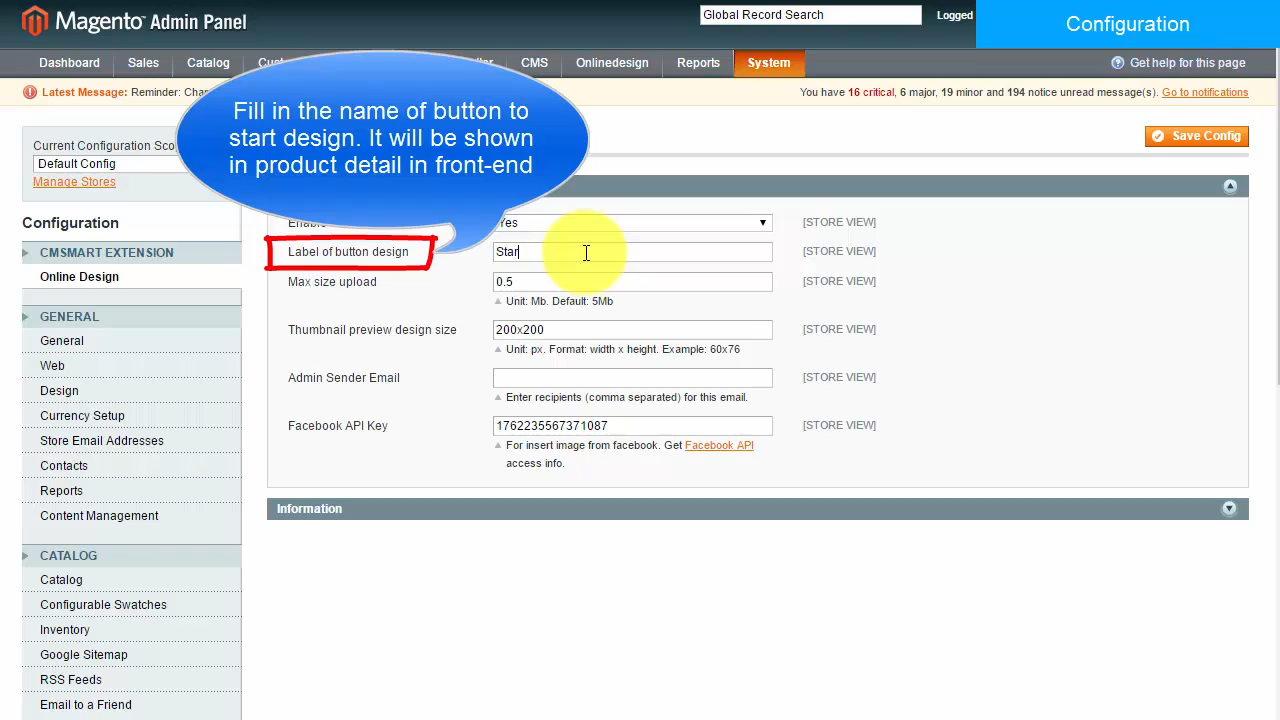 Magento Admin Panel
Global Record Search
Logged
Configuration
Dashboard
Sales
Catalog
CMS
Onlinedesign
Reports
System
Get help for this page
Latest Message: Reminder:
You have 16 critical, 6 major, 19 minor and 194 notice unread message(s). Go to notifications
Fill in the name of button to
start design. It will be shown
in product detail in front-end
Current Configuration
Default Config
Manage Stores
Save Config
Configuration
CMSMART EXTENSION
Online Design
GENERAL
General
Web
Design
Currency Setup
Store Email Addresses
Contacts
Reports
Content Management
CATALOG
Catalog
Configurable Swatches
Inventory
Google Sitemap
RSS Feeds
Email to a Friend
Yes
[STORE VIEW]
Label of button design
Star
[STORE VIEW]
Max size upload
0.5
[STORE VIEW]
Unit: Mb. Default: 5Mb
Thumbnail preview design size
200x200
[STORE VIEW]
Unit: px. Format: width x height. Example: 60x76
Admin Sender Email
[STORE VIEW]
Enter recipients (comma separated) for this email.
Facebook API Key
1762235567371087
[STORE VIEW]
For insert image from facebook. Get Facebook API
access info.
Information